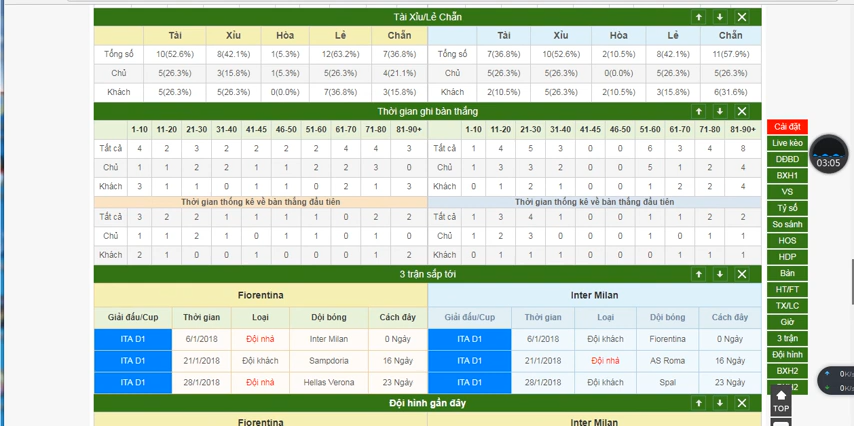 Tài Xỉu/Lẻ Chẵn
Tài Xíu Hòa Lẻ Chẵn Tài Xíu Hòa Lẻ Chẵn
Tổng số 10(52.6%) 8(42.1%) 1(5.3%) 12(63.2%) 7(36.8%) 7(36.8%) 10(52.6%) 2(10.5%) 8(42.1%) 11(57.9%)
Chủ 5(26.3%) 3(15.8%) 1(5.3%) 5(26.3%) 4(21.1%) 5(26.3%) 5(26.3%) 0(0.0%) 5(26.3%) 5(26.3%)
Khách 5(26.3%) 5(26.3%) 0(0.0%) 7(36.8%) 3(15.8%) 2(10.5%) 5(26.3%) 2(10.5%) 3(15.8%) 6(31.6%)
Thời gian ghi bàn thắng
1-10 11-20 21-30 31-40 41-45 46-50 51-60 61-70 71-80 81-90+ 1-10 11-20 21-30 31-40 41-45 46-50 51-60 61-70 71-80 81-90+
Tất cả 4 2 3 2 2 2 2 4 4 3 Tất cả 1 4 5 3 0 0 6 3 4 8
Chủ 1 1 2 2 1 1 2 2 3 0 Chủ 1 3 3 2 0 0 5 1 2 4
Khách 3 1 1 0 1 1 0 2 1 3 Khách 0 1 2 1 0 0 1 2 2 4
Thời gian thống kê về bàn thắng đầu tiên Thời gian thống kê về bàn thắng đầu tiên
Tất cả 3 2 2 1 1 1 1 0 2 2 Tất cả 1 3 4 1 0 0 1 1 2 2
Chủ 1 1 2 1 0 1 1 0 1 0 Chủ 1 2 3 0 0 0 1 0 1 1
Khách 2 1 0 0 1 0 0 0 1 2 Khách 0 1 1 1 0 0 0 1 1 1
3 trận sắp tới
Fiorentina Inter Milan
Giải đấu/Cup Thời gian Loại Đội bóng Cách đây Giải đấu/Cup Thời gian Loại Đội bóng Cách đây
ITA D1 6/1/2018 Đội nhá Inter Milan 0 Ngày ITA D1 6/1/2018 Đội khách Fiorentina 0 Ngày
ITA D1 21/1/2018 Đội khách Sampdoria 16 Ngày ITA D1 21/1/2018 Đội nhá AS Roma 16 Ngày
ITA D1 28/1/2018 Đội nhá Hellas Verona 23 Ngày ITA D1 28/1/2018 Đội khách Spal 23 Ngày
Đội hình gần đây
Fiorentina Inter Milan
Cài đặt
Live kèo
DĐBD
BXH1
VS
Tỷ số
So sánh
HOS
HDP
Bàn
HT/FT
TX/LC
Giờ
3 trận
Đội hình
BXH2
TOP
03:05